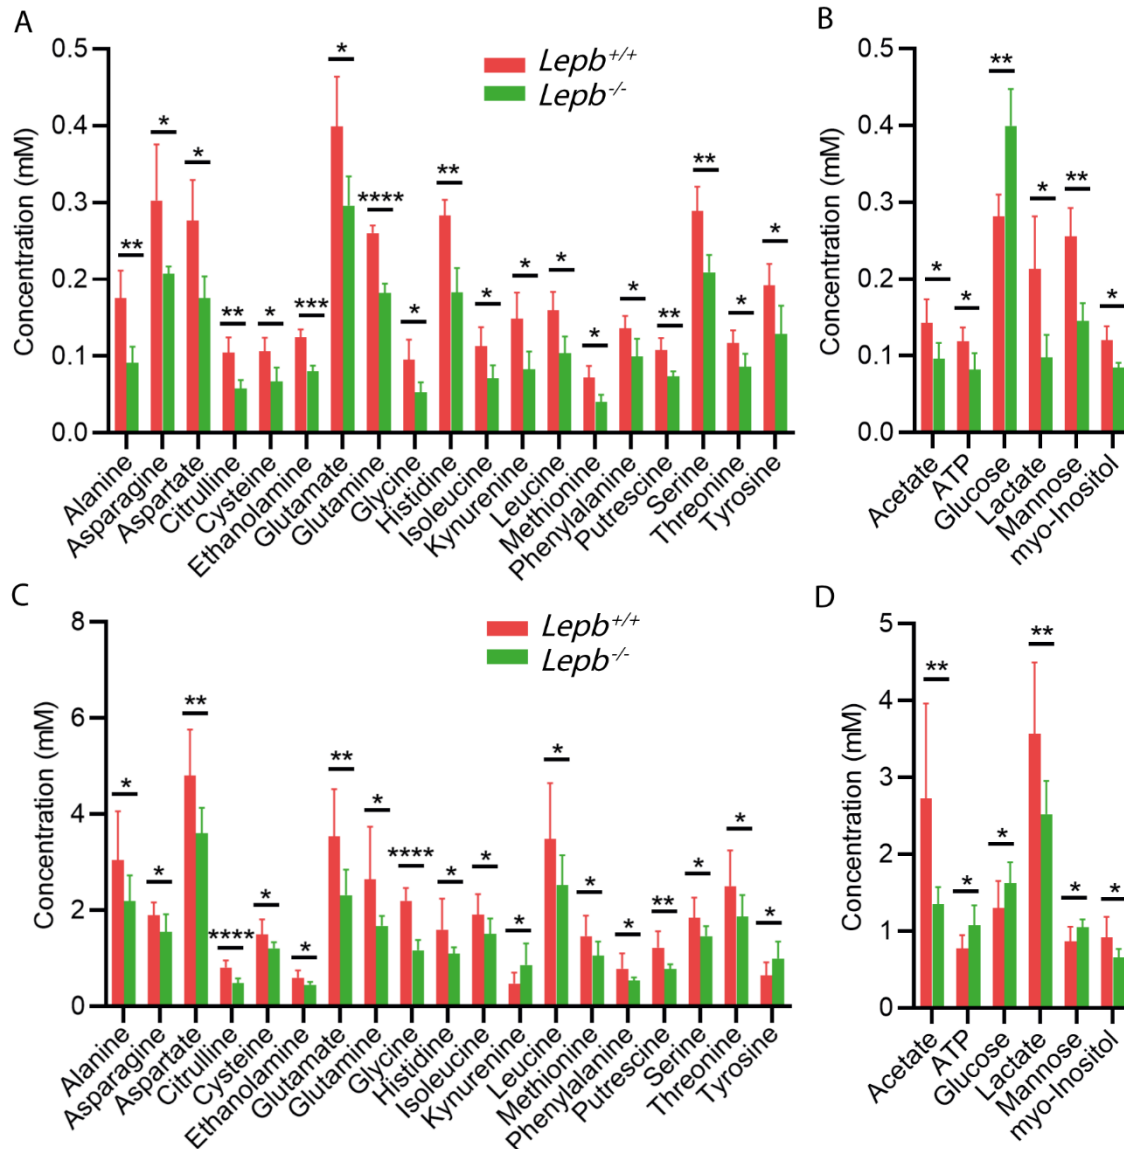 A
B
Lepb+/+
Lepb-/-
Concentration (mM)
0.5
0.4
0.3
0.2
0.1
0.0
** * * ** * *** * **** * ** * * * * * ** ** * *
Alanine
Asparagine
Aspartate
Citrulline
Cysteine
Ethanolamine
Glutamate
Glutamine
Glycine
Histidine
Isoleucine
Kynurenine
Leucine
Methionine
Phenylalanine
Putrescine
Serine
Threonine
Tyrosine
Concentration (mM)
0.5
0.4
0.3
0.2
0.1
0.0
* * ** * ** *
Acetate
ATP
Glucose
Lactate
Mannose
myo-Inositol
C
D
Lepb+/+
Lepb-/-
Concentration (mM)
8
6
4
2
0
* * ** **** * * ** * **** * * * * * * ** * * *
Alanine
Asparagine
Aspartate
Citrulline
Cysteine
Ethanolamine
Glutamate
Glutamine
Glycine
Histidine
Isoleucine
Kynurenine
Leucine
Methionine
Phenylalanine
Putrescine
Serine
Threonine
Tyrosine
Concentration (mM)
5
4
3
2
1
0
** * * ** * *
Acetate
ATP
Glucose
Lactate
Mannose
myo-Inositol